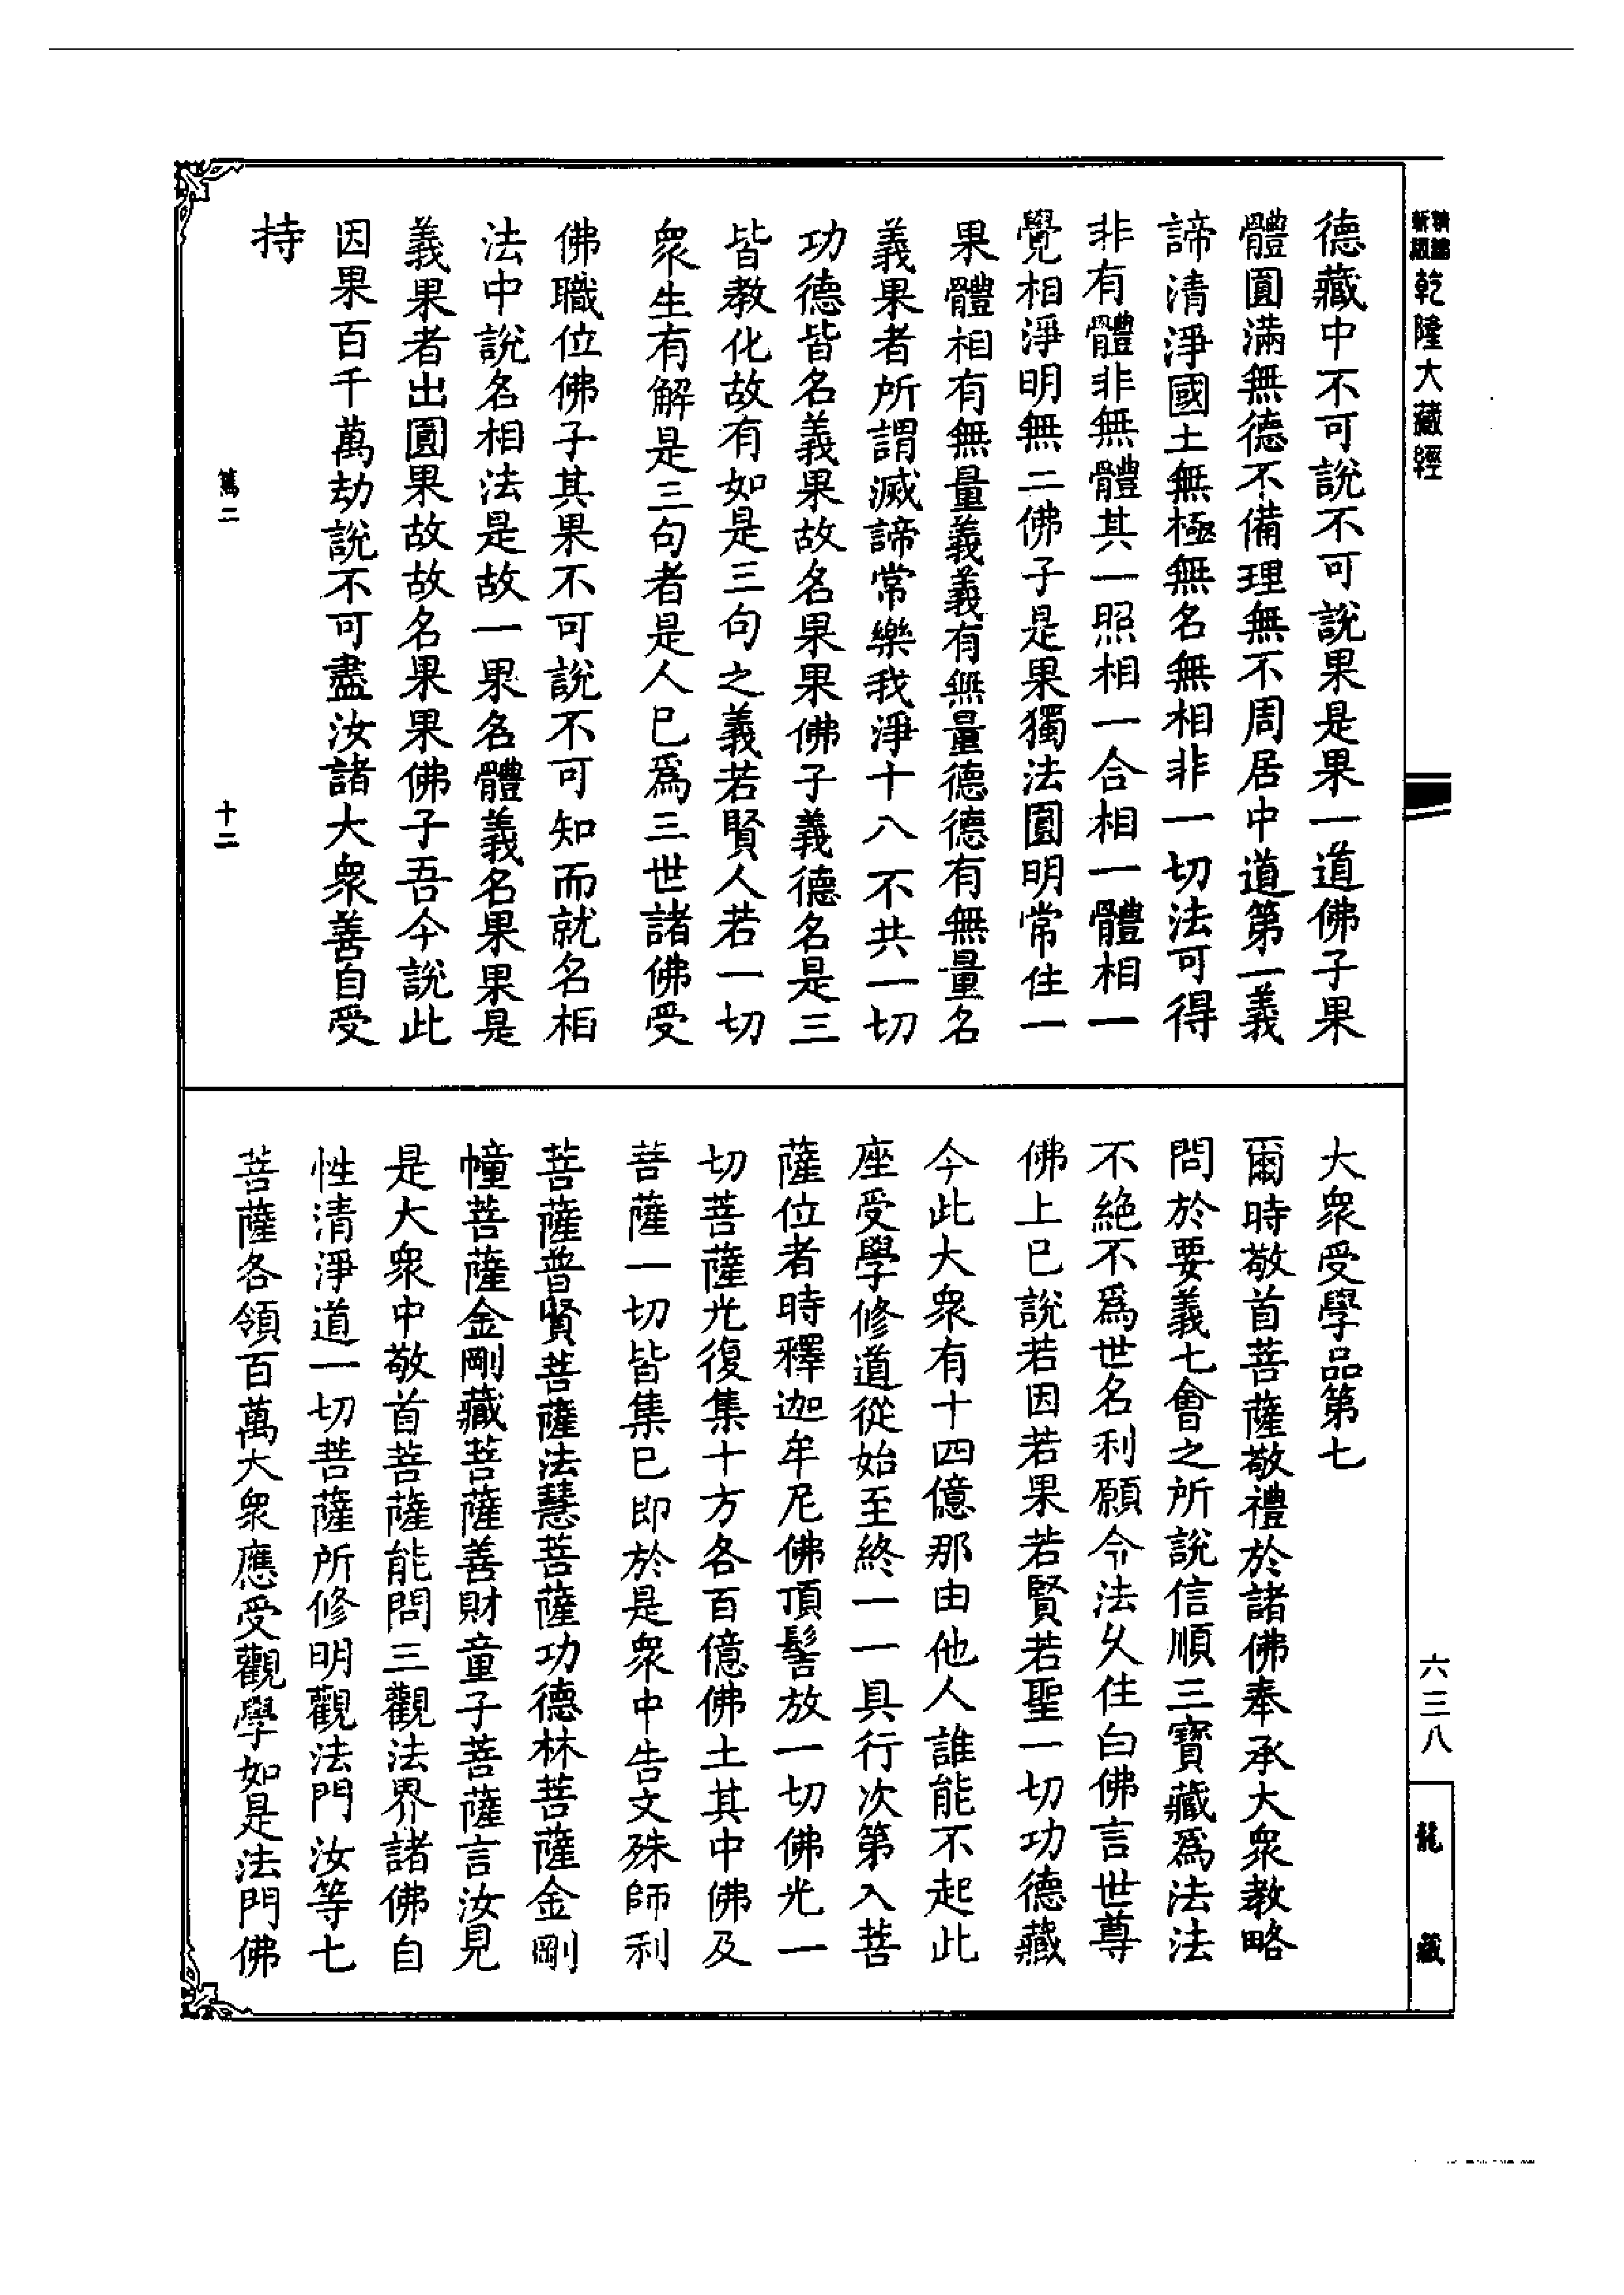 精編新版 乾隆大藏經
德藏中不可說不可說果是果一道佛子果
體圓滿無德不備理無不周居中道第一義
諦清淨國土無極無名無相非一切法可得
非有體非無體其一照相一合相一體相一
覺相淨明無二佛子是果獨法圓明常住一
果體相有無量義義有無量德德有無量名
義果者所謂滅諦常樂我淨十八不共一切
功德皆名義果故名果果佛子義德名是三
皆教化故有如是三句之義若賢人若一切
衆生有解是三句者是人已爲三世諸佛受
佛職位佛子其果不可說不可知而就名相
法中說名相法是故一果名體義名果果是
義果者出圓果故故名果果佛子吾今說此
因果百千萬劫說不可盡汝諸大衆善自受
持
篤二 十二
大衆受學品第七
爾時敬首菩薩敬禮於諸佛奉承大衆教略
問於要義七會之所說信順三寶藏爲法法
不絶不爲世名利願令法久住白佛言世尊
佛上已說若因若果若賢若聖一切功德藏
今此大衆有十四億那由他人誰能不起此
座受學修道從始至終一一具行次第入菩
薩位者時釋迦牟尼佛頂髻放一切佛光一
切菩薩光復集十方各百億佛土其中佛及
菩薩一切皆集已即於是衆中告文殊師利
菩薩普賢菩薩法慧菩薩功德林菩薩金剛
幢菩薩金剛藏菩薩善財童子菩薩言汝見
是大衆中敬首菩薩能問三觀法界諸佛自
性清淨道一切菩薩所修明觀法門汝等七
菩薩各領百萬大衆應受觀學如是法門佛
六三八
龍藏